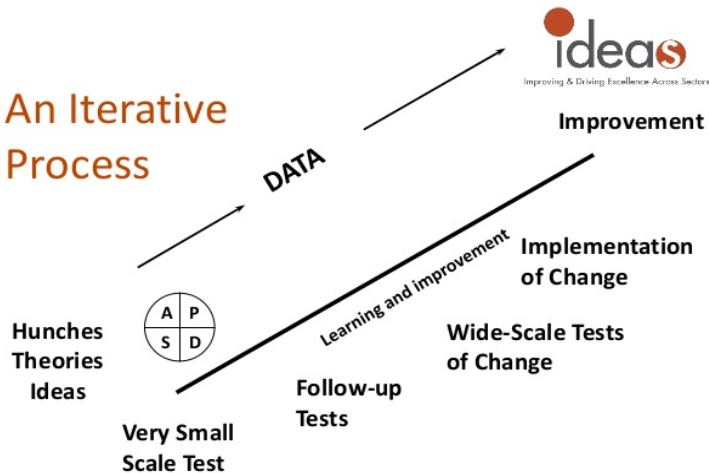 ideas
Improving & Driving Excellence Across Sectors
An Iterative
Process
Improvement
DATA
Learning and improvement
Implementation
of Change
A P
S D
Hunches
Theories
Ideas
Wide-Scale Tests
of Change
Follow-up
Tests
Very Small
Scale Test